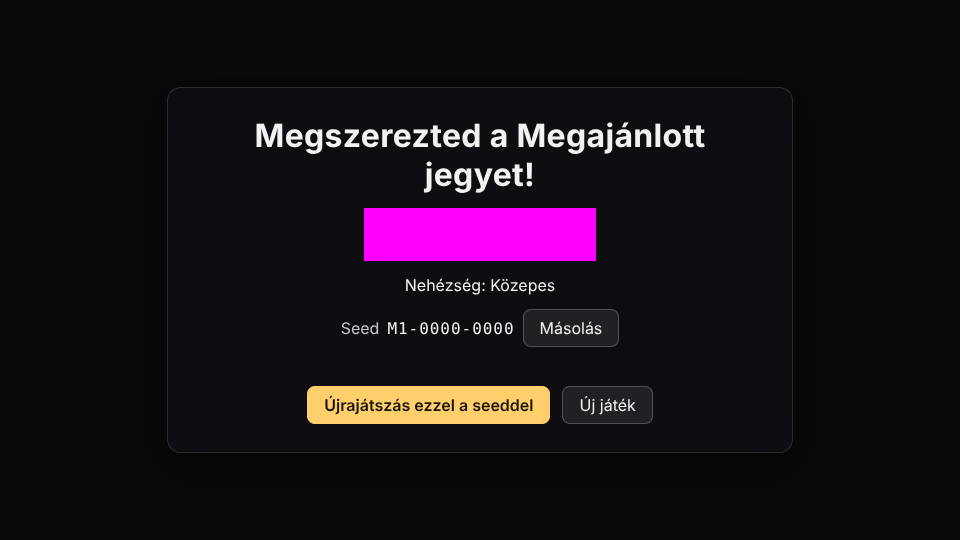 Megszerezted a Megajánlott
jegyet!
Nehézség: Közepes
Seed M1-0000-0000 Másolás
Újrajátszás ezzel a seeddel Új játék